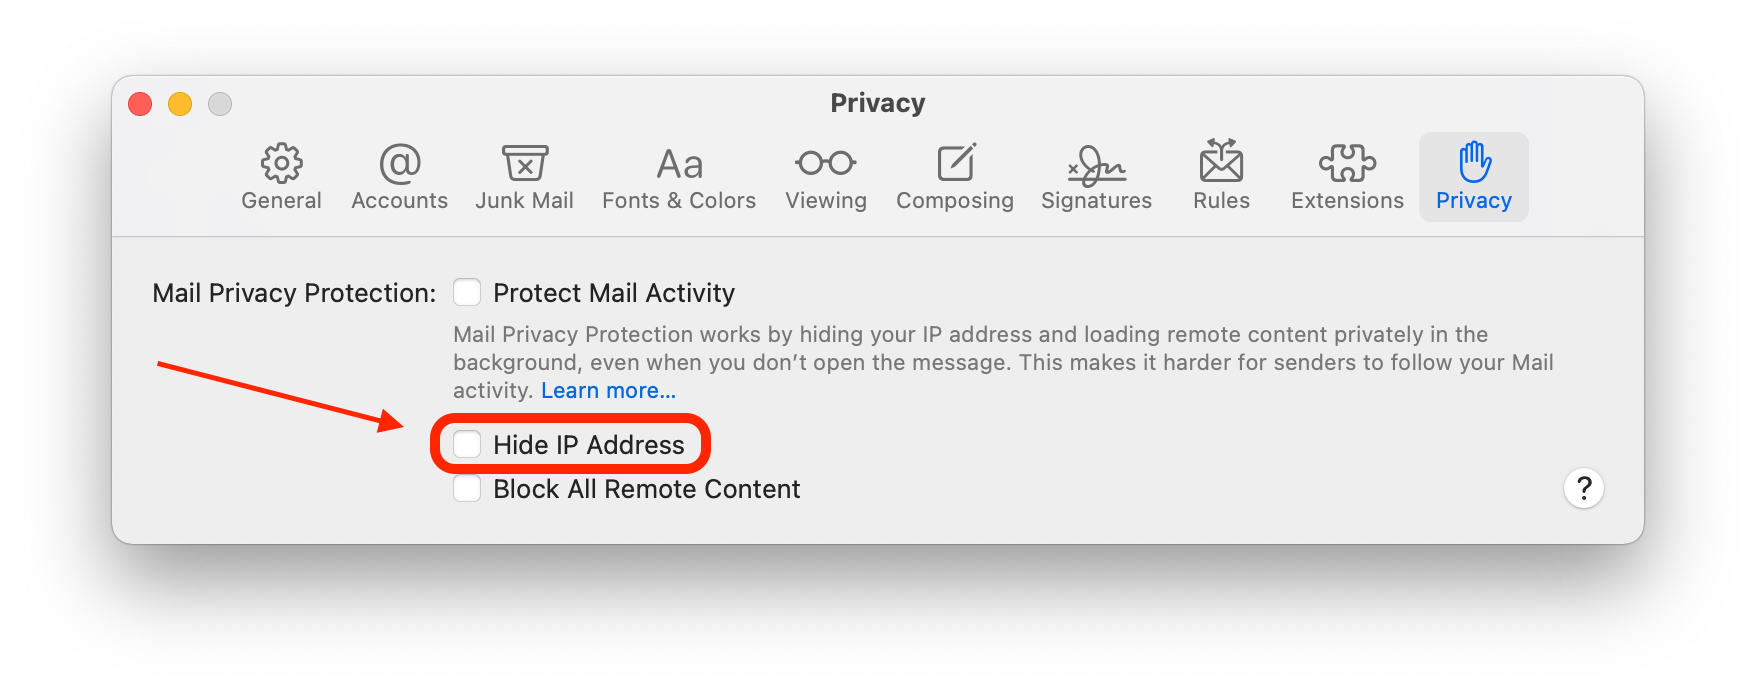 Privacy
General Accounts Junk Mail Fonts & Colors Viewing Composing Signatures Rules Extensions Privacy
Mail Privacy Protection: Protect Mail Activity
Mail Privacy Protection works by hiding your IP address and loading remote content privately in the
background, even when you don’t open the message. This makes it harder for senders to follow your Mail
activity. Learn more...
Hide IP Address
Block All Remote Content
?